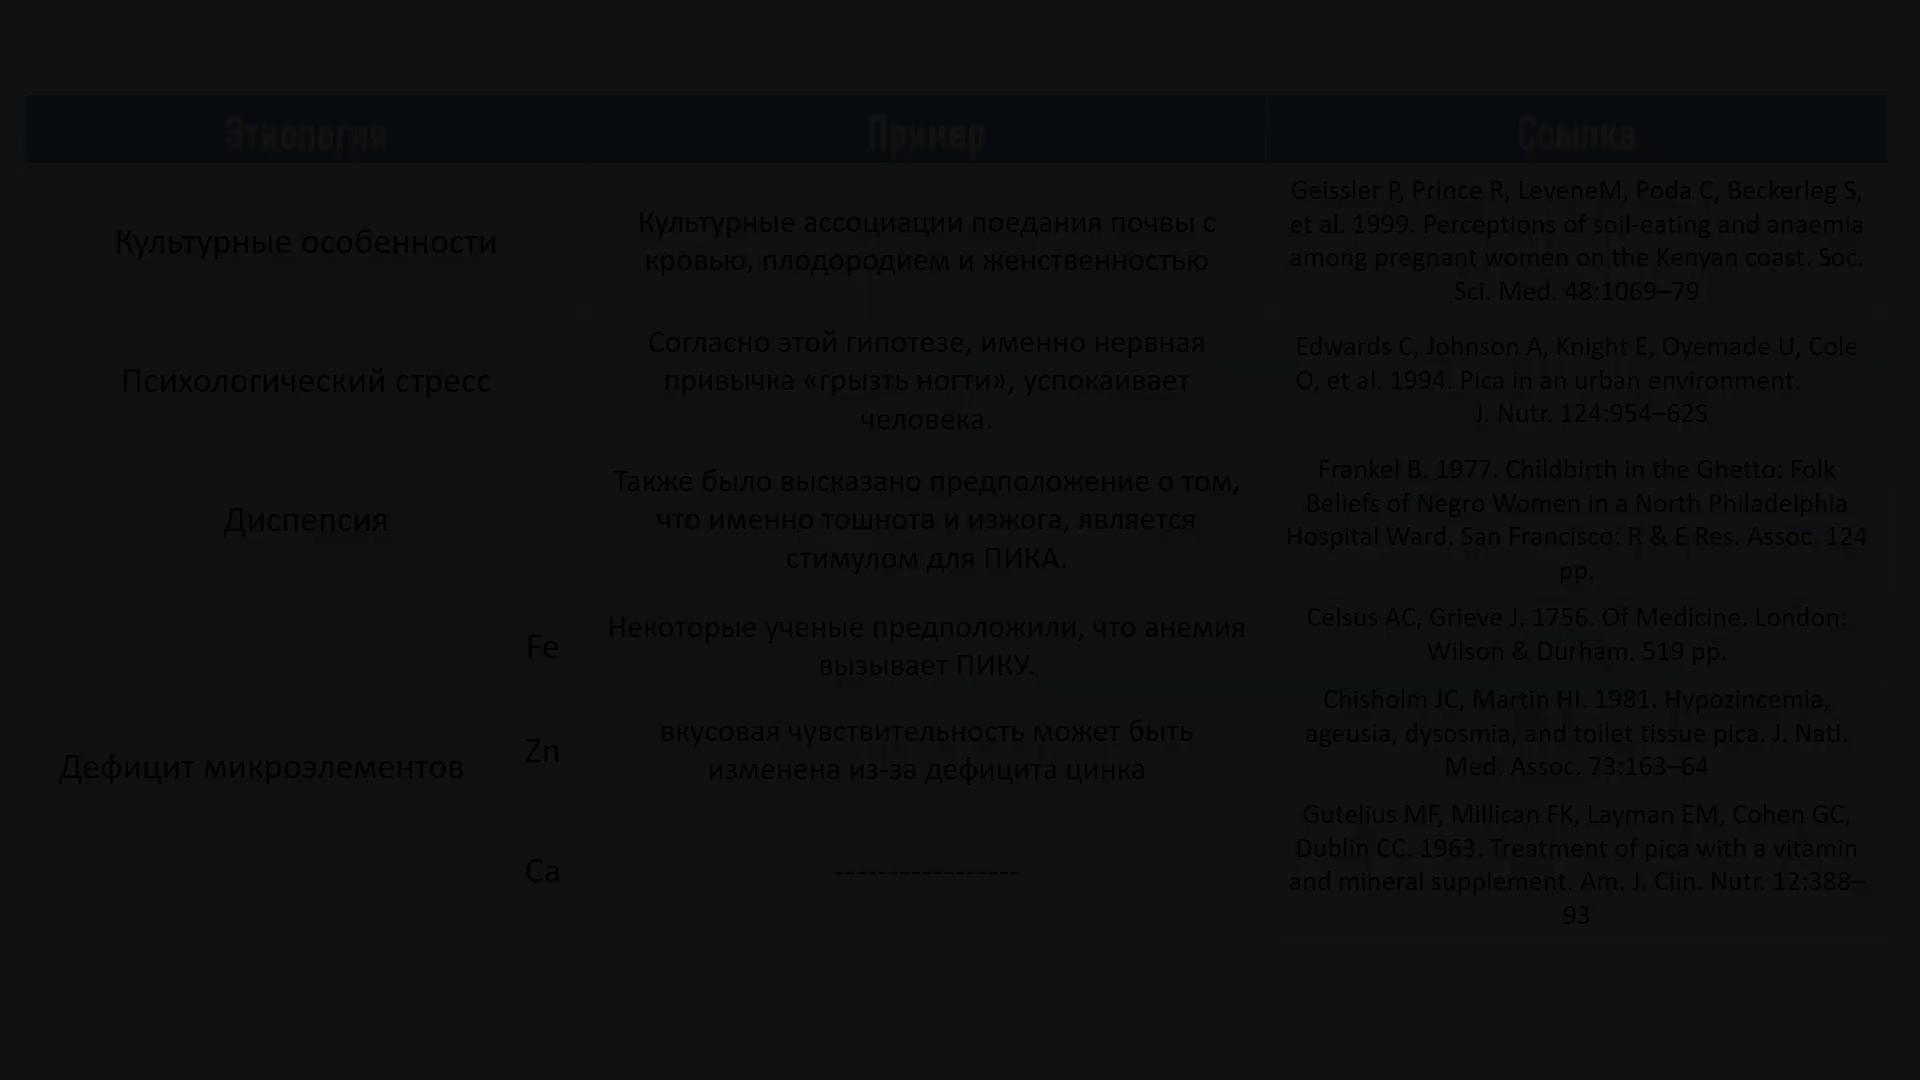 Этиология
Пример
Ссылка
Культурные особенности
Культурные ассоциации поедания почвы с
кровью, плодородием и женственностью
Geissler P, Prince R, LeveneM, Poda C, Beckerleg S,
et al. 1999. Perceptions of soil-eating and anaemia
among pregnant women on the Kenyan coast. Soc.
Sci. Med. 48:1069–79
Психологический стресс
Согласно этой гипотезе, именно нервная
привычка «грызть ногти», успокаивает
человека.
Edwards C, Johnson A, Knight E, Oyemade U, Cole
O, et al. 1994. Pica in an urban environment.
J. Nutr. 124:954–62S
Диспепсия
Также было высказано предположение о том,
что именно тошнота и изжога, является
стимулом для ПИКА.
Frankel B. 1977. Childbirth in the Ghetto: Folk
Beliefs of Negro Women in a North Philadelphia
Hospital Ward. San Francisco: R & E Res. Assoc. 124
pp.
Дефицит микроэлементов
Fe
Некоторые ученые предположили, что анемия
вызывает ПИКУ.
Celsus AC, Grieve J. 1756. Of Medicine. London:
Wilson & Durham. 519 pp.
Zn
вкусовая чувствительность может быть
изменена из-за дефицита цинка
Chisholm JC, Martin HI. 1981. Hypozincemia,
ageusia, dysosmia, and toilet tissue pica. J. Natl.
Med. Assoc. 73:163–64
Ca
-----------------
Gutelius MF, Millican FK, Layman EM, Cohen GC,
Dublin CC. 1963. Treatment of pica with a vitamin
and mineral supplement. Am. J. Clin. Nutr. 12:388–
93